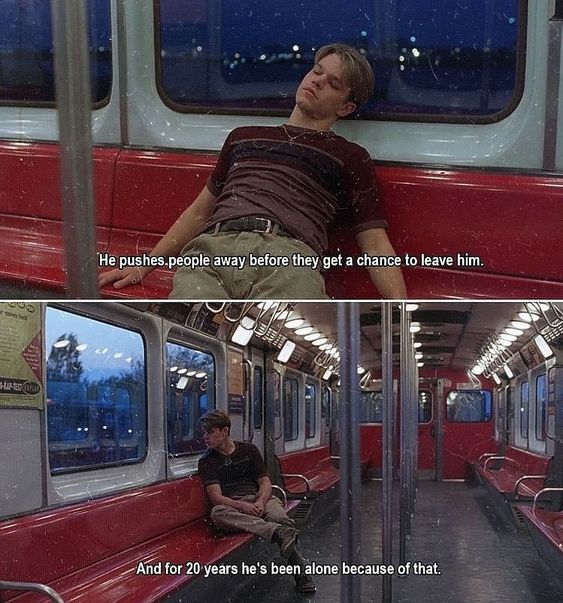 He pushes people away before they get a chance to leave him.
And for 20 years he's been alone because of that.